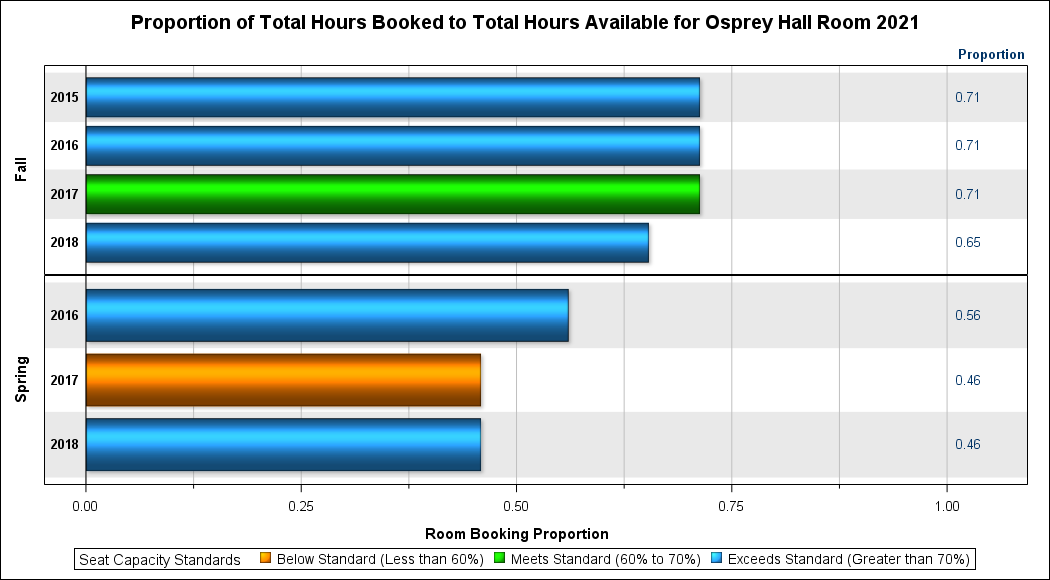 Proportion of Total Hours Booked to Total Hours Available for Osprey Hall Room 2021
Proportion
Fall
2015 0.71
2016 0.71
2017 0.71
2018 0.65
Spring
2016 0.56
2017 0.46
2018 0.46
0.00 0.25 0.50 0.75 1.00
Room Booking Proportion
Seat Capacity Standards Below Standard (Less than 60%) Meets Standard (60% to 70%) Exceeds Standard (Greater than 70%)